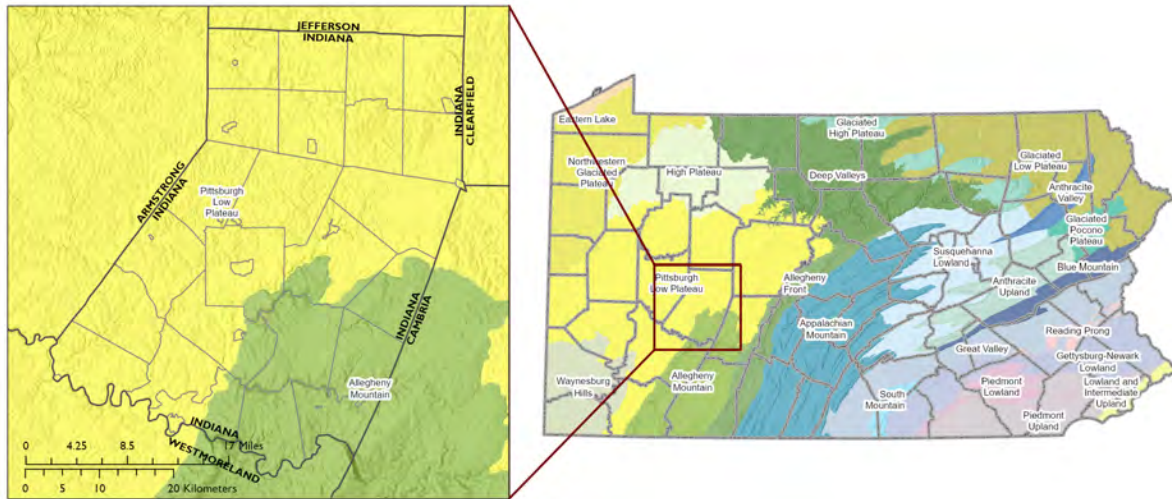 JEFFERSON
INDIANA
INDIANA
CLEARFIELD
ARMSTRONG
INDIANA
Pittsburgh
Low
Plateau
INDIANA
CAMBRIA
Allegheny
Mountain
INDIANA
WESTMORELAND
0 4.25 8.5 17 Miles
0 5 10 20 Kilometers
Eastern Lake
Glaciated
High Plateau
Northwestern
Glaciated
Plateau
High Plateau
Deep Valleys
Glaciated
Low Plateau
Anthracite
Valley
Glaciated
Pocono
Plateau
Susquehanna
Lowland
Blue Mountain
Pittsburgh
Low Plateau
Allegheny
Front
Anthracite
Upland
Appalachian
Mountain
Reading Prong
Great Valley
Gettysburg-Newark
Lowland
Waynesburg
Hills
Allegheny
Mountain
South
Mountain
Piedmont
Lowland
Lowland and
Intermediate
Upland
Piedmont
Upland